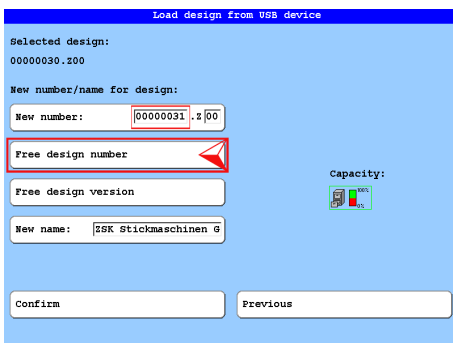 Load design from USB device
Selected design:
00000030.Z00
New number/name for design:
New number: 00000031 .Z 00
Free design number
Capacity:
100%
0%
Free design version
New name: ZSK Stickmaschinen G
Confirm
Previous